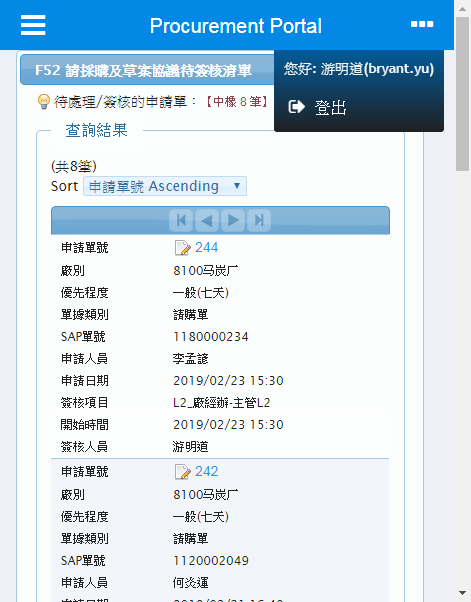 Procurement Portal
F52 請採購及草案協議待簽核清單
您好: 游明道(bryant.yu)
登出
待處理/簽核的申請單：【中橡 8 筆】
查詢結果
(共8筆)
Sort 申請單號 Ascending
申請單號 244
廠別 8100马炭厂
優先程度 一般(七天)
單據類別 請購單
SAP單號 1180000234
申請人員 李孟諺
申請日期 2019/02/23 15:30
簽核項目 L2_廠經辦-主管L2
開始時間 2019/02/23 15:30
簽核人員 游明道
申請單號 242
廠別 8100马炭厂
優先程度 一般(七天)
單據類別 請購單
SAP單號 1120002049
申請人員 何炎運